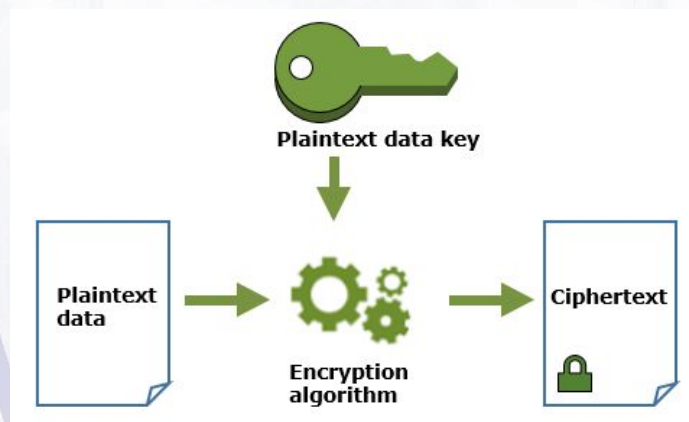 Plaintext data key
Plaintext
data
Encryption
algorithm
Ciphertext